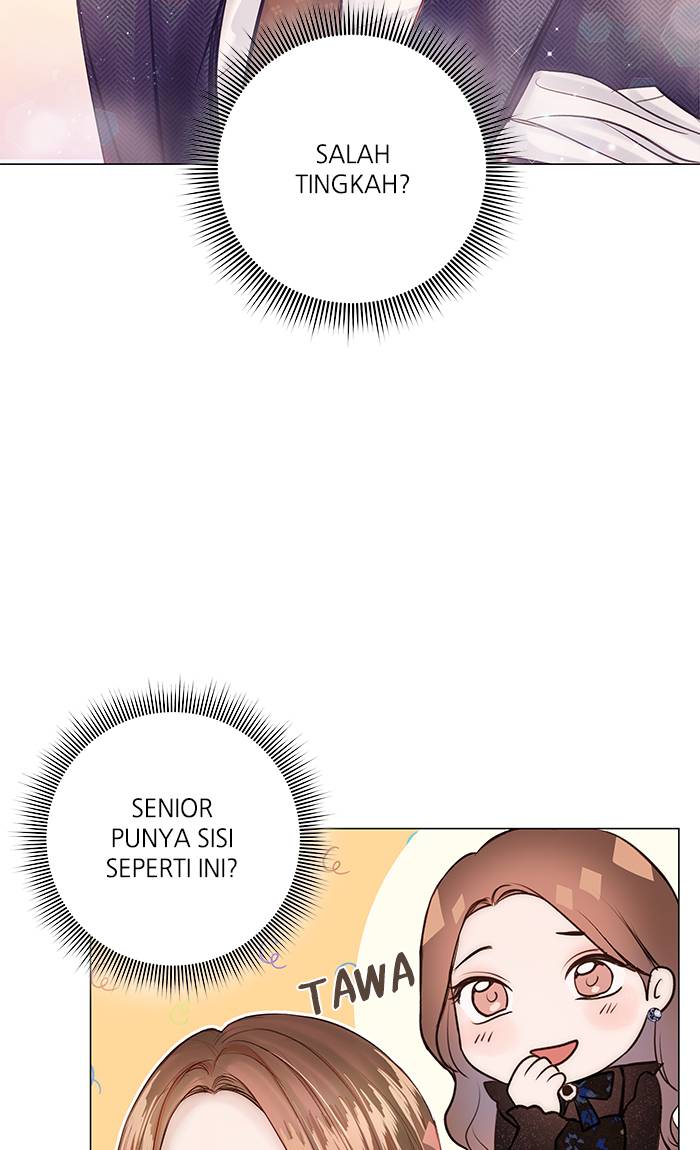 SALAH
TINGKAH?
SENIOR
PUNYA SISI
SEPERTI INI?
TAWA